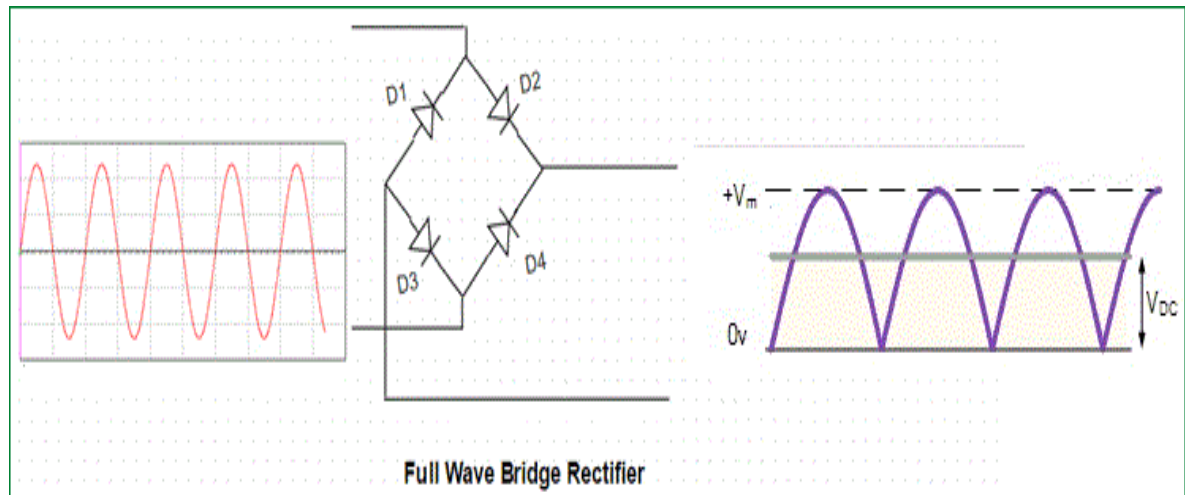 D1
D2
D3
D4
+Vm
0v
VDC
Full Wave Bridge Rectifier